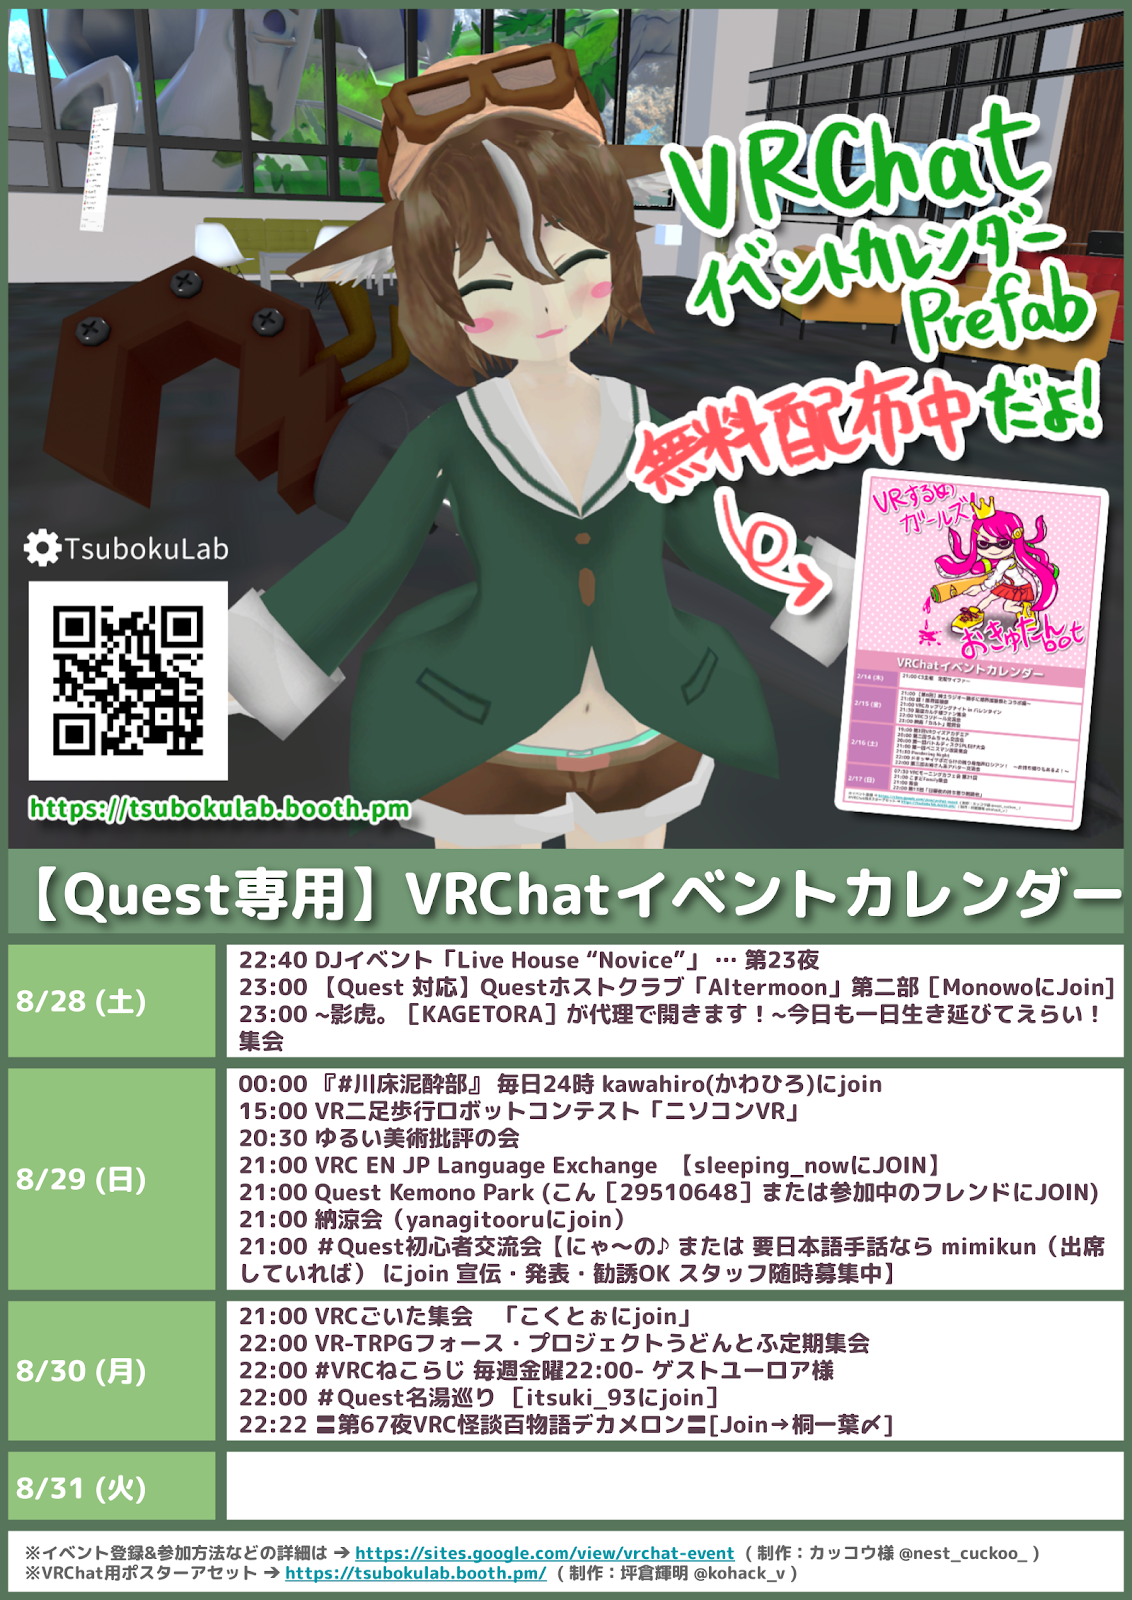 VRChat
イベントカレンダー
Prefab
無料配布中だよ!
VRするめ
ガールズ
おきゅたん
bot
VRChatイベントカレンダー
2/14 (木)
2/15 (金)
2/16 (土)
2/17 (日)
TsubokuLab
https://tsubokulab.booth.pm
【Quest専用】VRChatイベントカレンダー
8/28 (土)
22:40 DJイベント「Live House “Novice”」 … 第23夜
23:00 【Quest 対応】Questホストクラブ「Altermoon」第二部［MonowoにJoin]
23:00 ~影虎。［KAGETORA］が代理で開きます！~今日も一日生き延びてえらい！
集会
8/29 (日)
00:00 『#川床泥酔部』 毎日24時 kawahiro(かわひろ)にjoin
15:00 VR二足歩行ロボットコンテスト「ニソコンVR」
20:30 ゆるい美術批評の会
21:00 VRC EN JP Language Exchange 【sleeping_nowにJOIN】
21:00 Quest Kemono Park (こん［29510648］または参加中のフレンドにJOIN)
21:00 納涼会（yanagitooruにjoin）
21:00 ＃Quest初心者交流会【にゃ～の♪ または 要日本語手話なら mimikun（出席
していれば） にjoin 宣伝・発表・勧誘OK スタッフ随時募集中】
8/30 (月)
21:00 VRCごいた集会　「こくとぉにjoin」
22:00 VR-TRPGフォース・プロジェクトうどんとふ定期集会
22:00 #VRCねこらじ 毎週金曜22:00- ゲストユーロア様
22:00 ＃Quest名湯巡り ［itsuki_93にjoin］
22:22 〓第67夜VRC怪談百物語デカメロン〓[Join→桐一葉〆]
8/31 (火)
※イベント登録&参加方法などの詳細は ➔ https://sites.google.com/view/vrchat-event （制作：カッコウ様 @nest_cuckoo_ ）
※VRChat用ポスターアセット ➔ https://tsubokulab.booth.pm/ （制作：坪倉輝明 @kohack_v ）